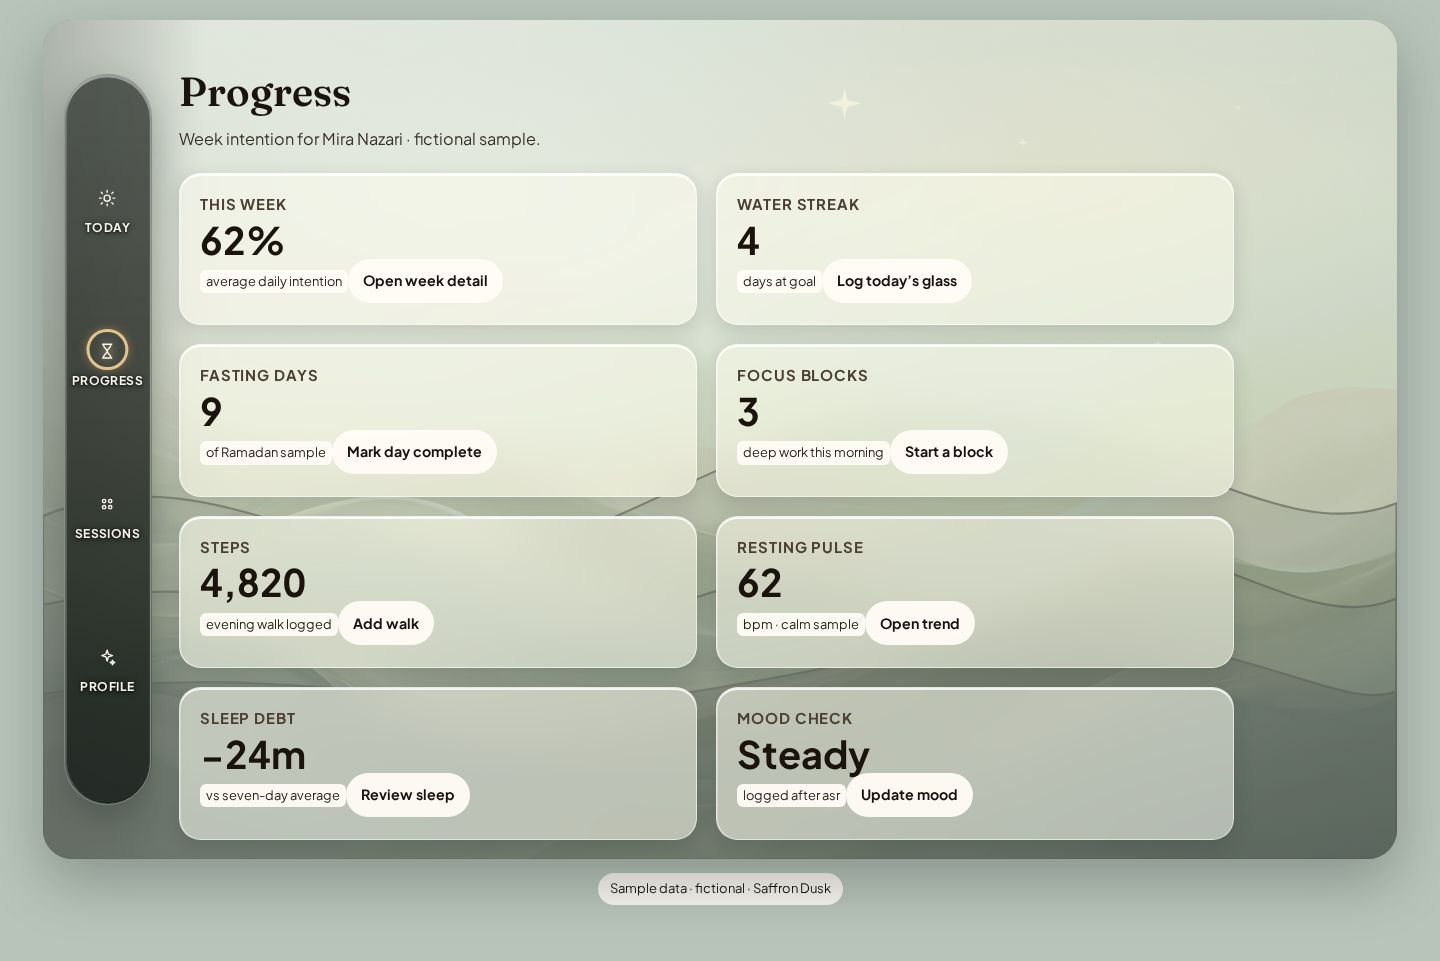 Progress
Week intention for Mira Nazari · fictional sample.
TODAY
PROGRESS
SESSIONS
PROFILE
THIS WEEK
62%
average daily intention
Open week detail
WATER STREAK
4
days at goal
Log today’s glass
FASTING DAYS
9
of Ramadan sample
Mark day complete
FOCUS BLOCKS
3
deep work this morning
Start a block
STEPS
4,820
evening walk logged
Add walk
RESTING PULSE
62
bpm · calm sample
Open trend
SLEEP DEBT
−24m
vs seven-day average
Review sleep
MOOD CHECK
Steady
logged after asr
Update mood
Sample data · fictional · Saffron Dusk